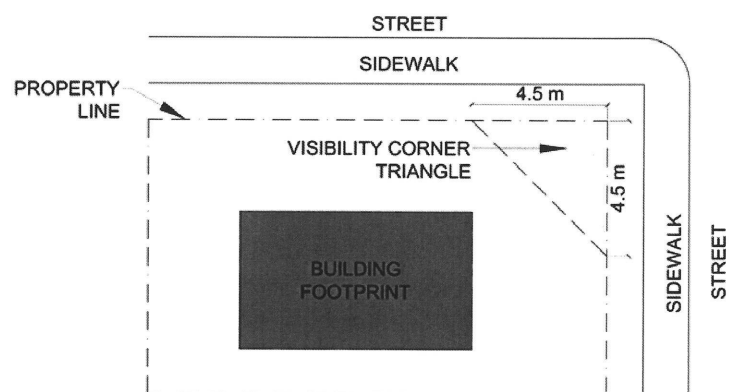 STREET
SIDEWALK
4.5 m
PROPERTY
LINE
VISIBILITY CORNER
TRIANGLE
4.5 m
SIDEWALK
STREET
BUILDING
FOOTPRINT